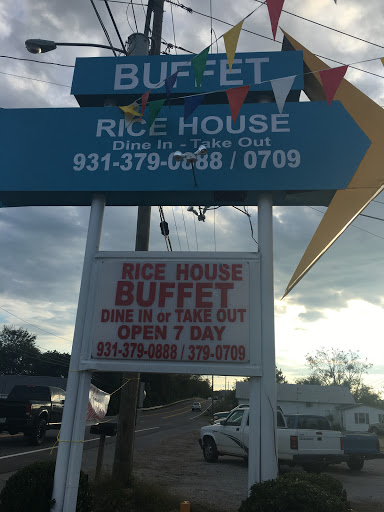 BUFFET
RICE HOUSE
Dine In - Take Out
931-379-0888 / 0709
RICE HOUSE
BUFFET
DINE IN or TAKE OUT
OPEN 7 DAY
931-379-0888 / 379-0709